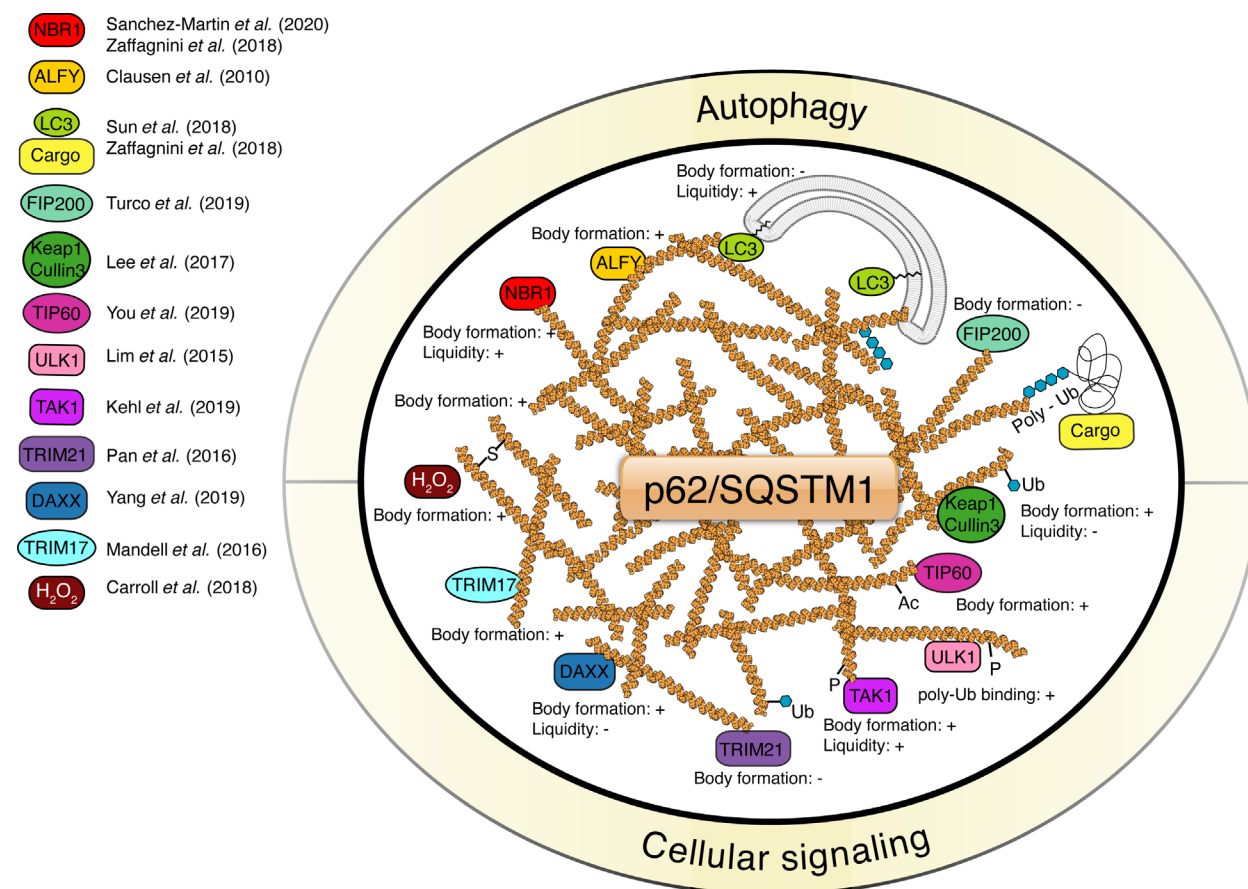 NBR1
Sanchez-Martin et al. (2020)
Zaffagnini et al. (2018)
ALFY
Clausen et al. (2010)
LC3
Cargo
Sun et al. (2018)
Zaffagnini et al. (2018)
FIP200
Turco et al. (2019)
Keap1
Cullin3
Lee et al. (2017)
TIP60
You et al. (2019)
ULK1
Lim et al. (2015)
TAK1
Kehl et al. (2019)
TRIM21
Pan et al. (2016)
DAXX
Yang et al. (2019)
TRIM17
Mandell et al. (2016)
H2O2
Carroll et al. (2018)
Autophagy
Body formation: -
Liquitidy: +
LC3
LC3
Body formation: +
ALFY
NBR1
Body formation: +
Liquidity: +
Body formation: -
FIP200
Poly - Ub
Cargo
Body formation: +
S
H2O2
Body formation: +
p62/SQSTM1
Ub
Keap1
Cullin3
Body formation: +
Liquidity: -
TIP60
Ac
Body formation: +
TRIM17
Body formation: +
ULK1
P
poly-Ub binding: +
P
TAK1
Body formation: +
Liquidity: +
DAXX
Body formation: +
Liquidity: -
Ub
TRIM21
Body formation: -
Cellular signaling